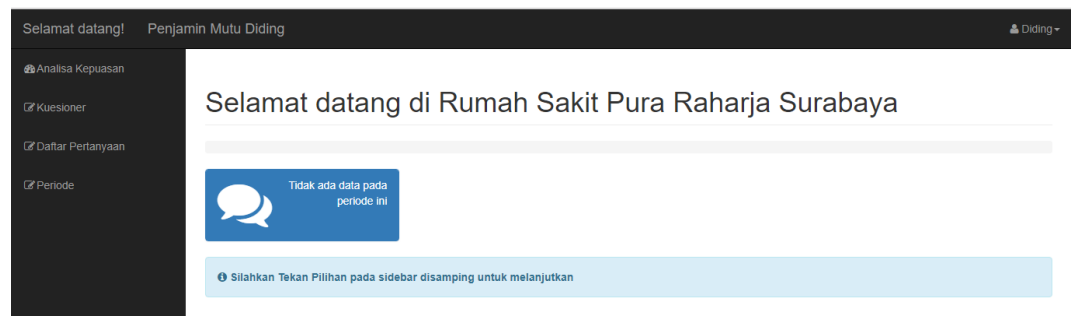 Selamat datang! Penjamin Mutu Diding
Diding
Analisa Kepuasan
Kuesioner
Daftar Pertanyaan
Periode
Selamat datang di Rumah Sakit Pura Raharja Surabaya
Tidak ada data pada
periode ini
Silahkan Tekan Pilihan pada sidebar disamping untuk melanjutkan